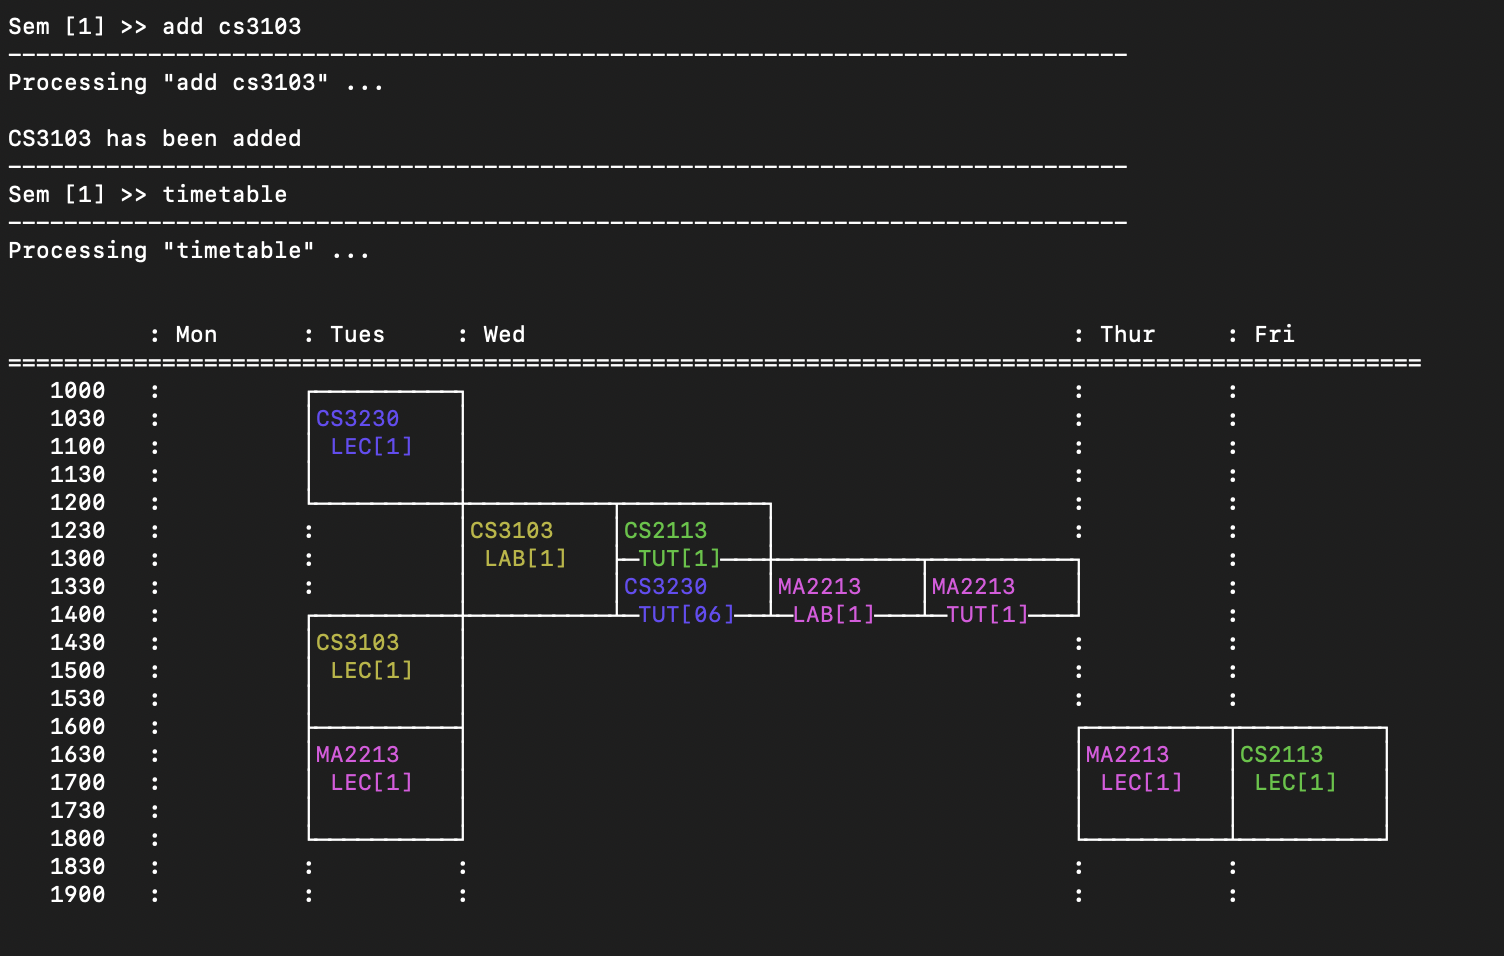 Sem [1] >> add cs3103
Processing "add cs3103" ...
CS3103 has been added
Sem [1] >> timetable
Processing "timetable" ...
: Mon : Tues : Wed : Thur : Fri
1000 : : :
1030 : CS3230 : :
1100 : LEC[1] : :
1130 : : :
1200 : : :
1230 : : CS3103 CS2113 : :
1300 : : LAB[1] TUT[1] :
1330 : : CS3230 MA2213 MA2213 :
1400 : TUT[06] LAB[1] TUT[1] :
1430 : CS3103 : :
1500 : LEC[1] : :
1530 : : :
1600 :
1630 : MA2213 MA2213 CS2113
1700 : LEC[1] LEC[1] LEC[1]
1730 :
1800 :
1830 : : : : :
1900 : : : : :